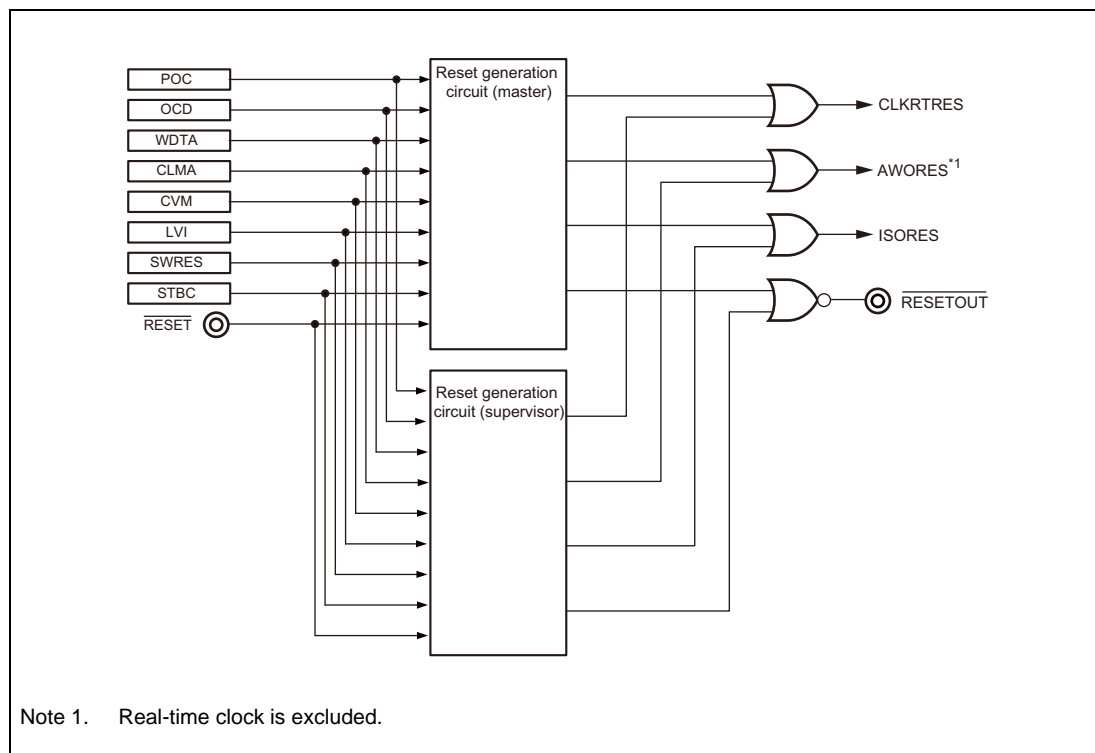 POC
OCD
WDTA
CLMA
CVM
LVI
SWRES
STBC
RESET
Reset generation
circuit (master)
Reset generation
circuit (supervisor)
CLKRTRES
AWORES*1
ISORES
RESETOUT
Note 1. Real-time clock is excluded.